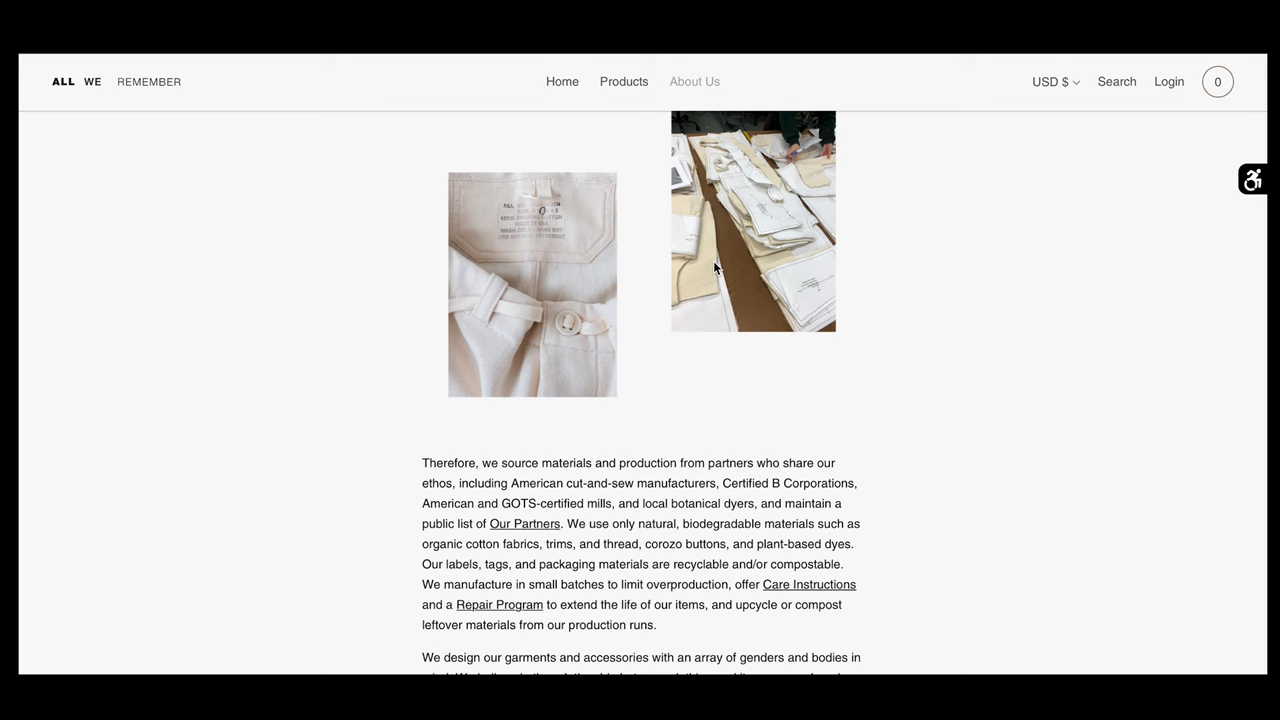 ALL WE REMEMBER
Home Products About Us
USD $ Search Login 0
Therefore, we source materials and production from partners who share our
ethos, including American cut-and-sew manufacturers, Certified B Corporations,
American and GOTS-certified mills, and local botanical dyers, and maintain a
public list of Our Partners. We use only natural, biodegradable materials such as
organic cotton fabrics, trims, and thread, corozo buttons, and plant-based dyes.
Our labels, tags, and packaging materials are recyclable and/or compostable.
We manufacture in small batches to limit overproduction, offer Care Instructions
and a Repair Program to extend the life of our items, and upcycle or compost
leftover materials from our production runs.
We design our garments and accessories with an array of genders and bodies in